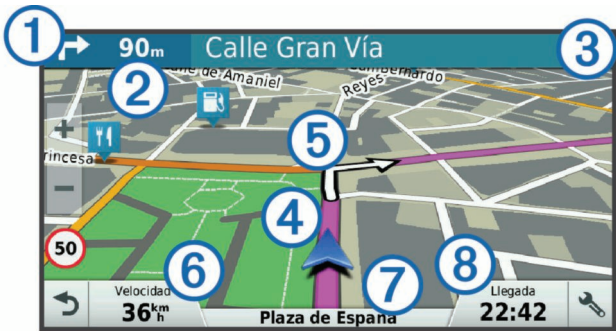 1
90m
Calle Gran Vía
3
2
de Amaniel
Reyes
Bernardo
5
rincesa
4
50
6
7
8
Velocidad
36 km/h
Plaza de España
Llegada
22:42